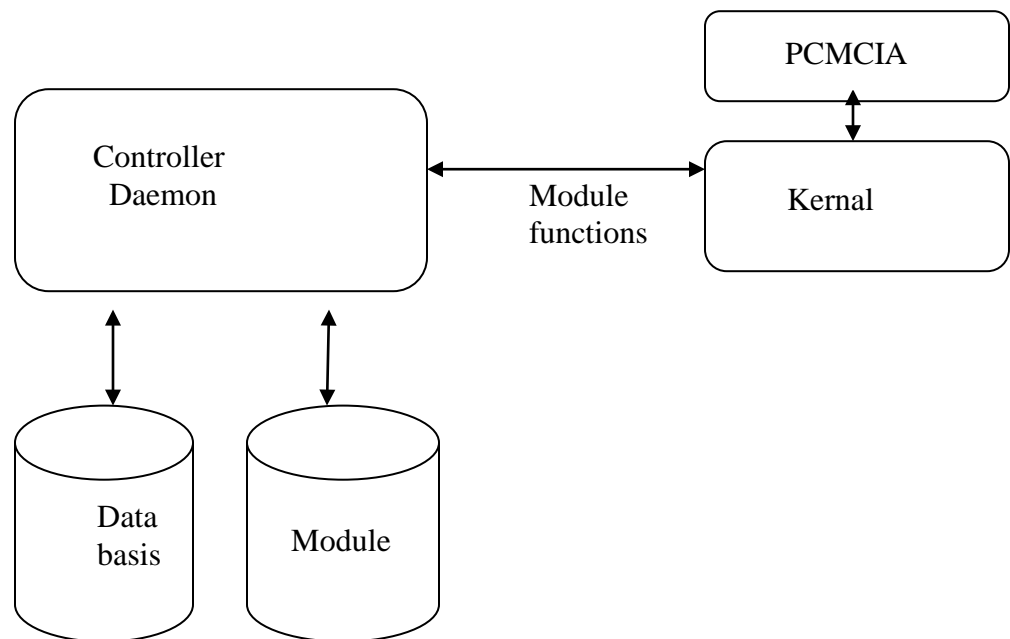 PCMCIA
Controller
Daemon
Module
functions
Kernal
Data
basis
Module